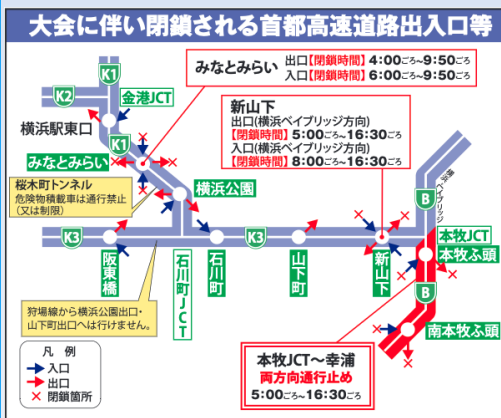 大会に伴い閉鎖される首都高速道路出入口等
みなとみらい
出口【閉鎖時間】4:00ごろ~9:50ごろ
入口【閉鎖時間】6:00ごろ~9:50ごろ
K1
K2
金港JCT
横浜駅東口
K1
みなとみらい
新山下
出口(横浜ベイブリッジ方向)
【閉鎖時間】5:00ごろ~16:30ごろ
入口(横浜ベイブリッジ方向)
【閉鎖時間】8:00ごろ~16:30ごろ
桜木町トンネル
危険物積載車は通行禁止
(又は制限)
横浜公園
B
横浜ベイブリッジ
K3
K3
本牧JCT
本牧ふ頭
阪東橋
石川町JCT
石川町
山下町
新山下
B
南本牧ふ頭
狩場線から横浜公園出口・
山下町出口へは行けません。
凡例
入口
出口
閉鎖箇所
本牧JCT~幸浦
両方向通行止め
5:00ごろ~16:30ごろ